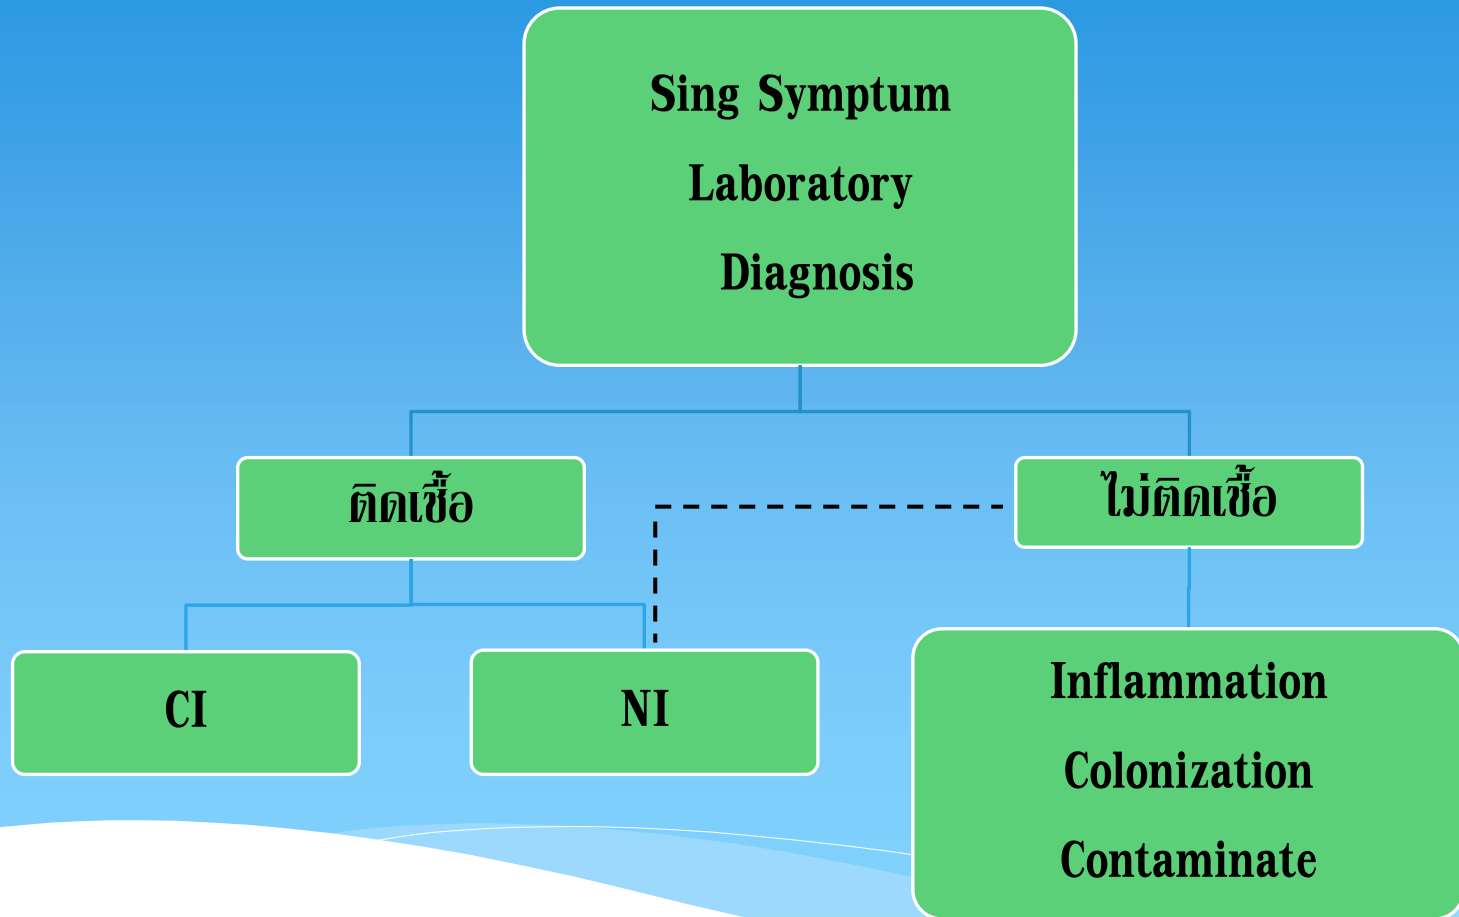 Sing Symptum
Laboratory
Diagnosis
ติดเชื้อ
ไม่ติดเชื้อ
CI
NI
Inflammation
Colonization
Contaminate